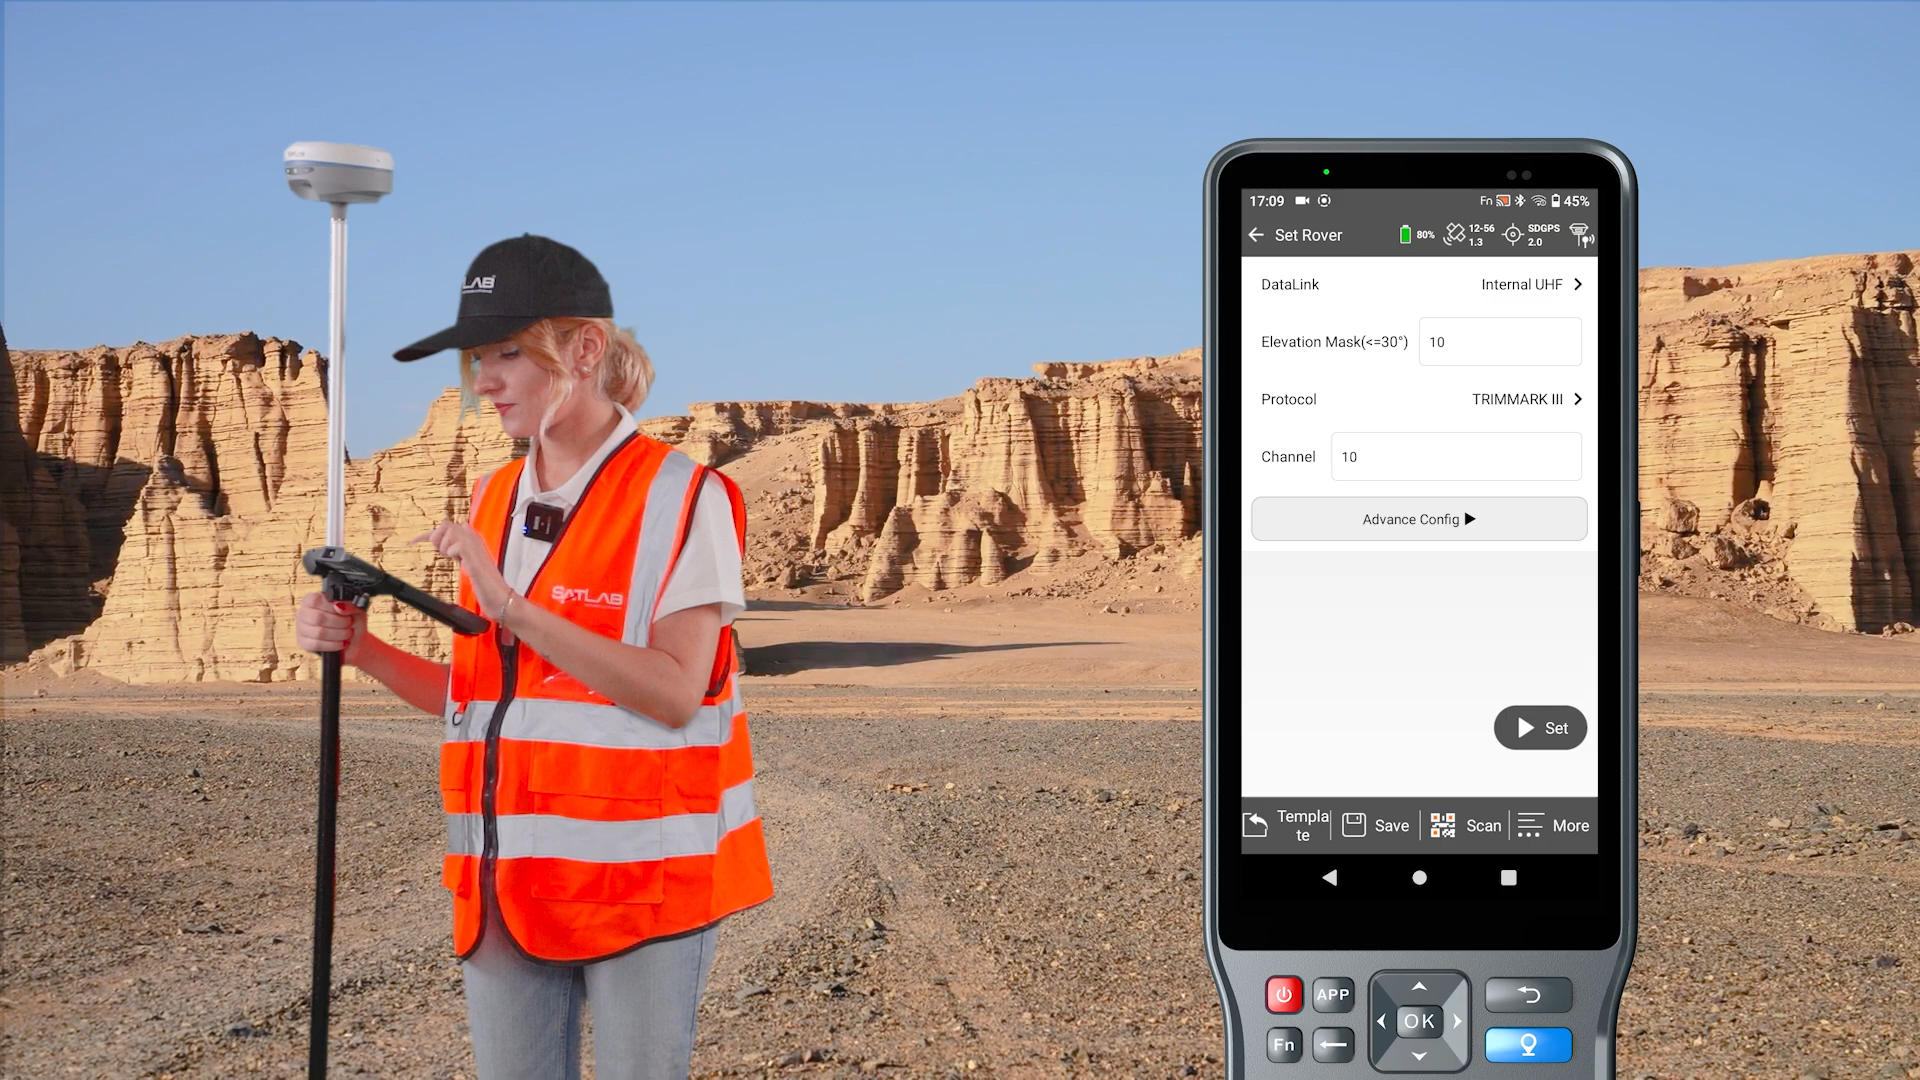 LAB
SATLAB
17:09
Fn
45%
Set Rover
80%
12-56
1.3
SDGPS
2.0
DataLink
Internal UHF
Elevation Mask(<=30°)
10
Protocol
TRIMMARK III
Channel
10
Advance Config
Set
Templa
te
Save
Scan
More
APP
OK
Fn